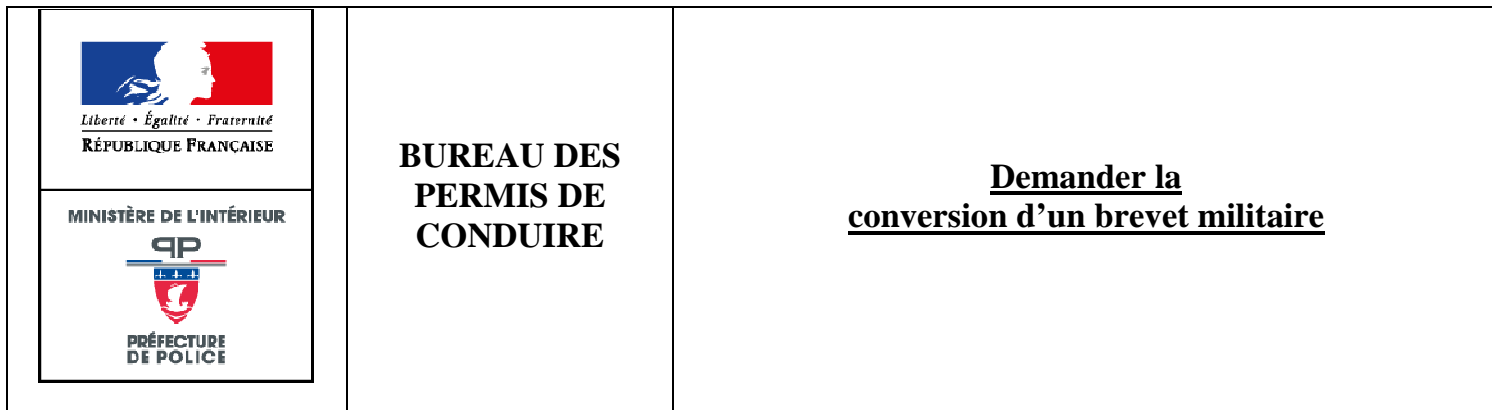 Liberté • Égalité • Fraternité
RÉPUBLIQUE FRANÇAISE
MINISTÈRE DE L'INTÉRIEUR
PP
PRÉFECTURE
DE POLICE
BUREAU DES
PERMIS DE
CONDUIRE
Demander la
conversion d’un brevet militaire